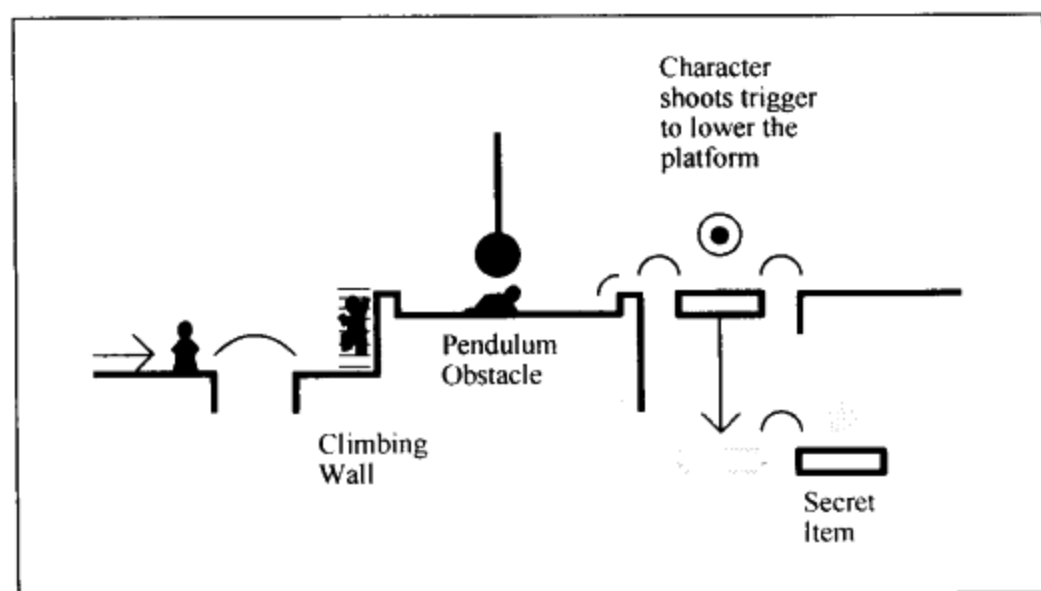 Character
shoots trigger
to lower the
platform
Pendulum
Obstacle
Climbing
Wall
Secret
Item